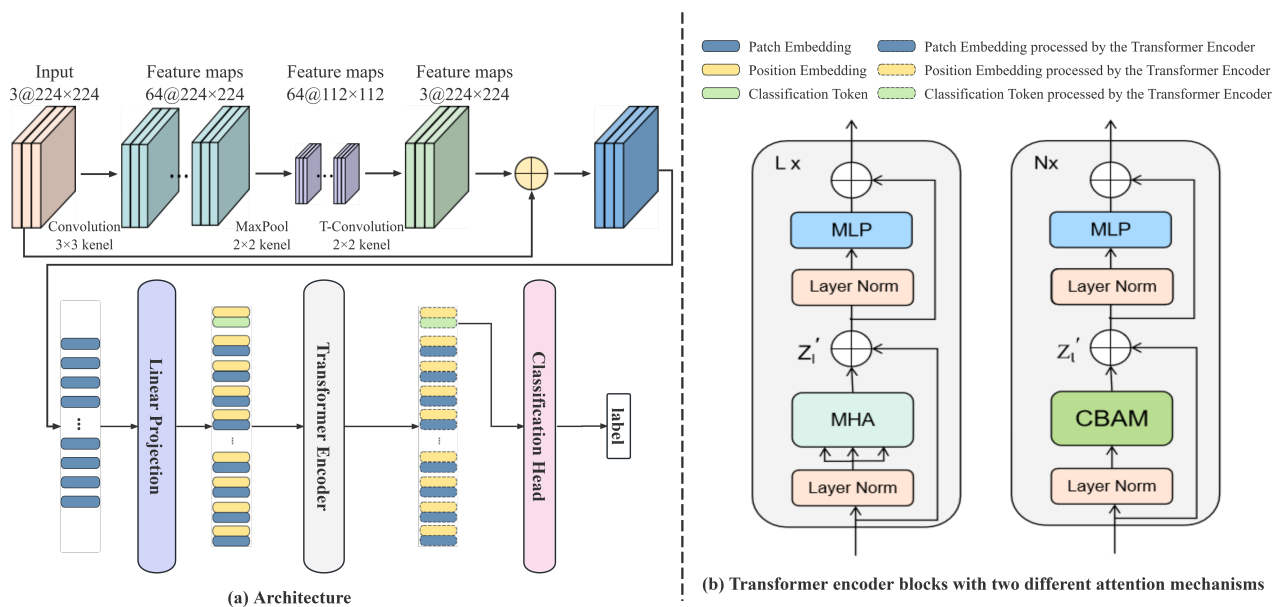 Input
3@224×224
Feature maps
64@224×224
Feature maps
64@112×112
Feature maps
3@224×224
Convolution
3×3 kenel
MaxPool
2×2 kenel
T-Convolution
2×2 kenel
Linear Projection
Transformer Encoder
Classification Head
label
(a) Architecture
Patch Embedding
Position Embedding
Classification Token
Patch Embedding processed by the Transformer Encoder
Position Embedding processed by the Transformer Encoder
Classification Token processed by the Transformer Encoder
L x
MLP
Layer Norm
Zₗ′
MHA
Layer Norm
Nx
MLP
Layer Norm
Zₗ′
CBAM
Layer Norm
(b) Transformer encoder blocks with two different attention mechanisms